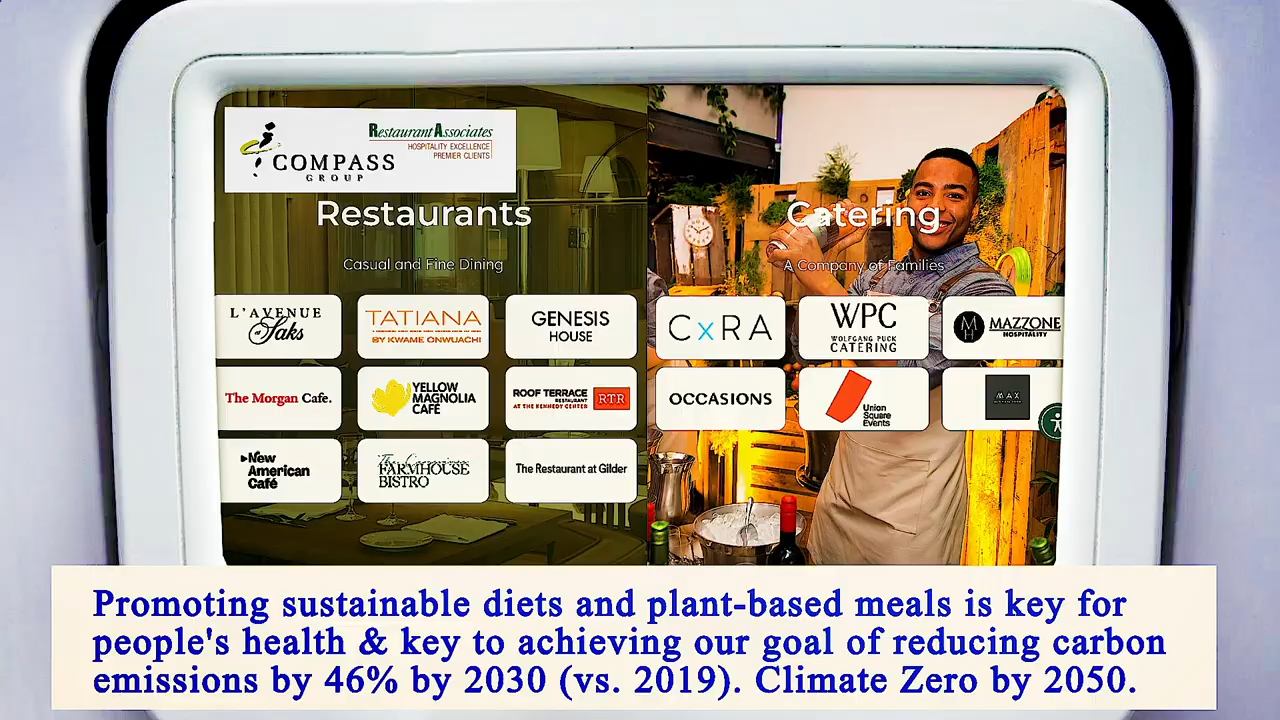 COMPASS
GROUP
Restaurant Associates
HOSPITALITY EXCELLENCE
PREMIER CLIENTS
Restaurants
Casual and Fine Dining
L'AVENUE
at Saks
TATIANA
BY KWAME ONWUACHI
GENESIS
HOUSE
The Morgan Cafe.
YELLOW
MAGNOLIA
CAFÉ
ROOF TERRACE
RESTAURANT
AT THE KENNEDY CENTER
RTR
New
American
Café
FARMHOUSE
BISTRO
The Restaurant at Gilder
Catering
A Company of Families
CxRA
WPC
WOLFGANG PUCK
CATERING
MH
MAZZONE
HOSPITALITY
OCCASIONS
Union
Square
Events
MAX
Promoting sustainable diets and plant-based meals is key for
people's health & key to achieving our goal of reducing carbon
emissions by 46% by 2030 (vs. 2019). Climate Zero by 2050.